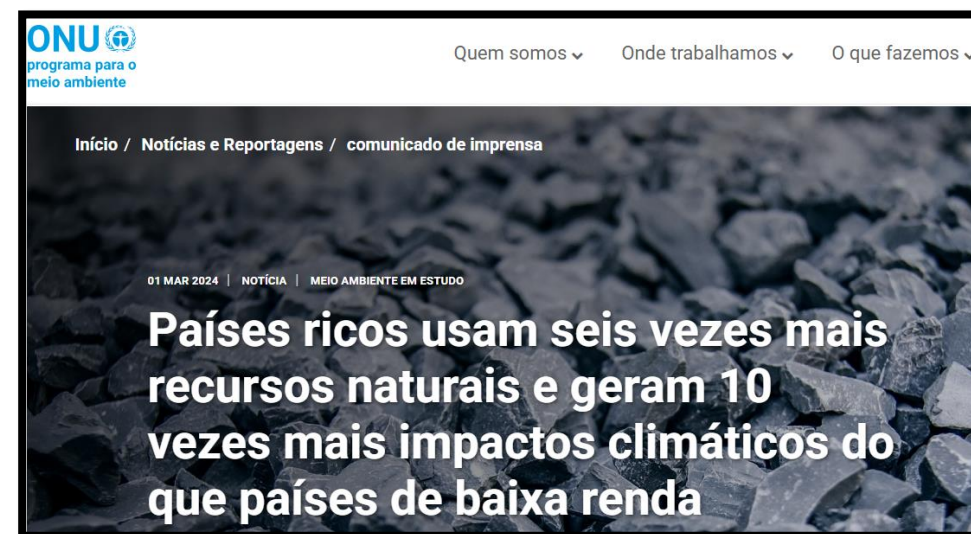 ONU
programa para o
meio ambiente
Quem somos
Onde trabalhamos
O que fazemos
Início / Notícias e Reportagens / comunicado de imprensa
01 MAR 2024 | NOTÍCIA | MEIO AMBIENTE EM ESTUDO
Países ricos usam seis vezes mais
recursos naturais e geram 10
vezes mais impactos climáticos do
que países de baixa renda